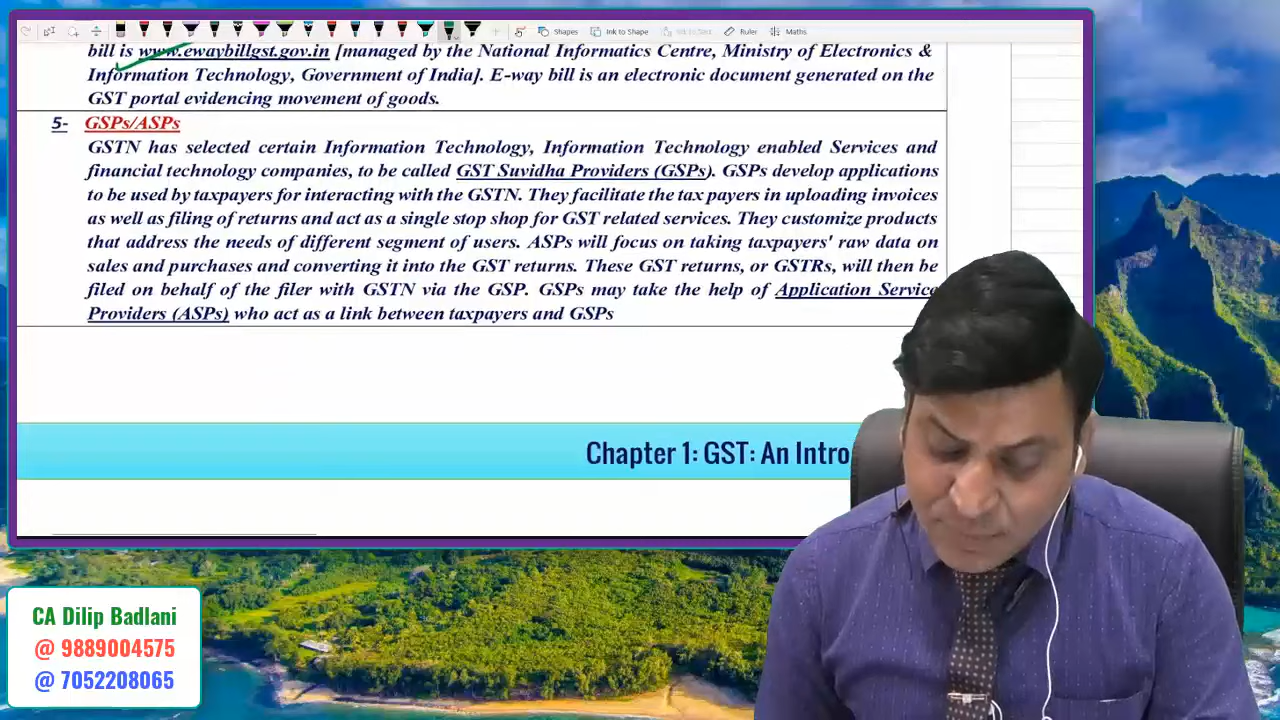 Shapes
Ink to Shape
Ruler
Maths
bill is www.ewaybillgst.gov.in [managed by the National Informatics Centre, Ministry of Electronics &
Information Technology, Government of India]. E-way bill is an electronic document generated on the
GST portal evidencing movement of goods.
5- GSPs/ASPs
GSTN has selected certain Information Technology, Information Technology enabled Services and
financial technology companies, to be called GST Suvidha Providers (GSPs). GSPs develop applications
to be used by taxpayers for interacting with the GSTN. They facilitate the tax payers in uploading invoices
as well as filing of returns and act as a single stop shop for GST related services. They customize products
that address the needs of different segment of users. ASPs will focus on taking taxpayers' raw data on
sales and purchases and converting it into the GST returns. These GST returns, or GSTRs, will then be
filed on behalf of the filer with GSTN via the GSP. GSPs may take the help of Application Service
Providers (ASPs) who act as a link between taxpayers and GSPs
Chapter 1: GST: An Intro
CA Dilip Badlani
@ 9889004575
@ 7052208065